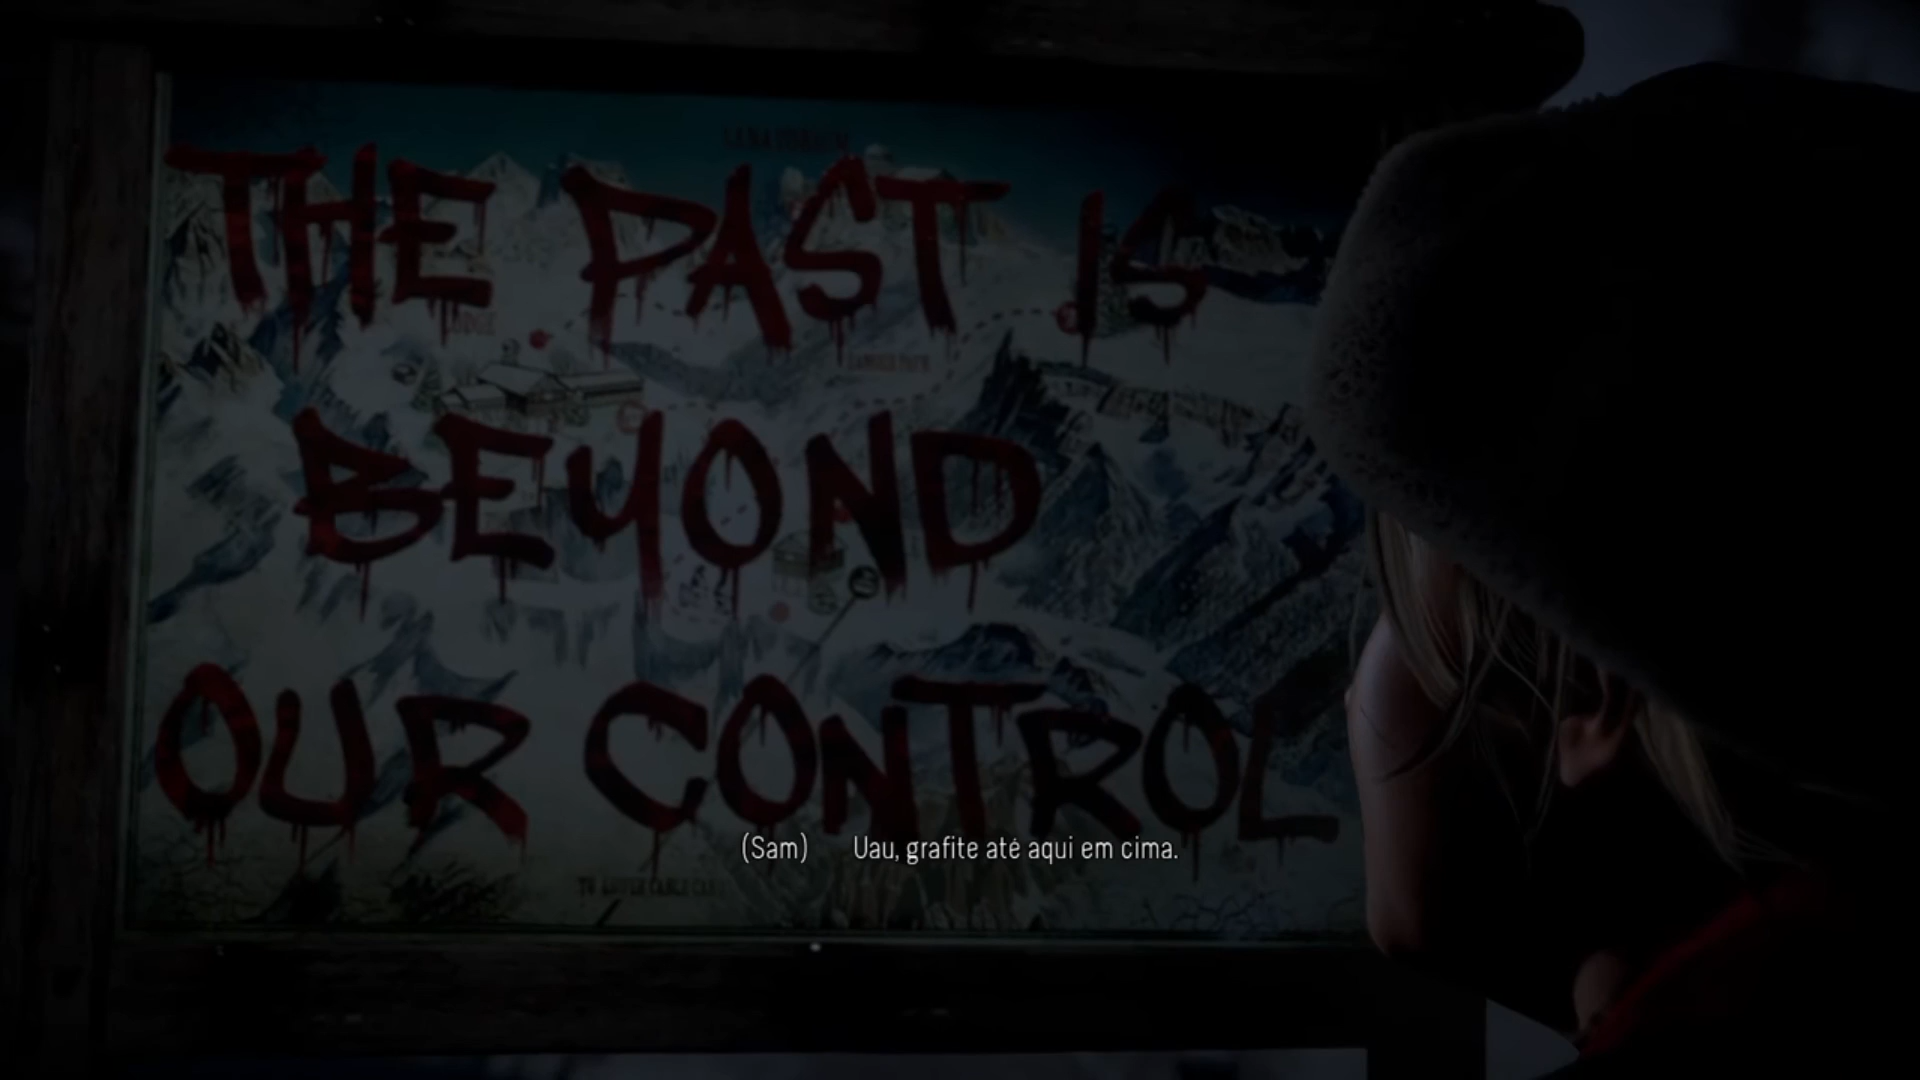 THE PAST IS
BEYOND
OUR CONTROL
(Sam) Uau, grafite até aqui em cima.